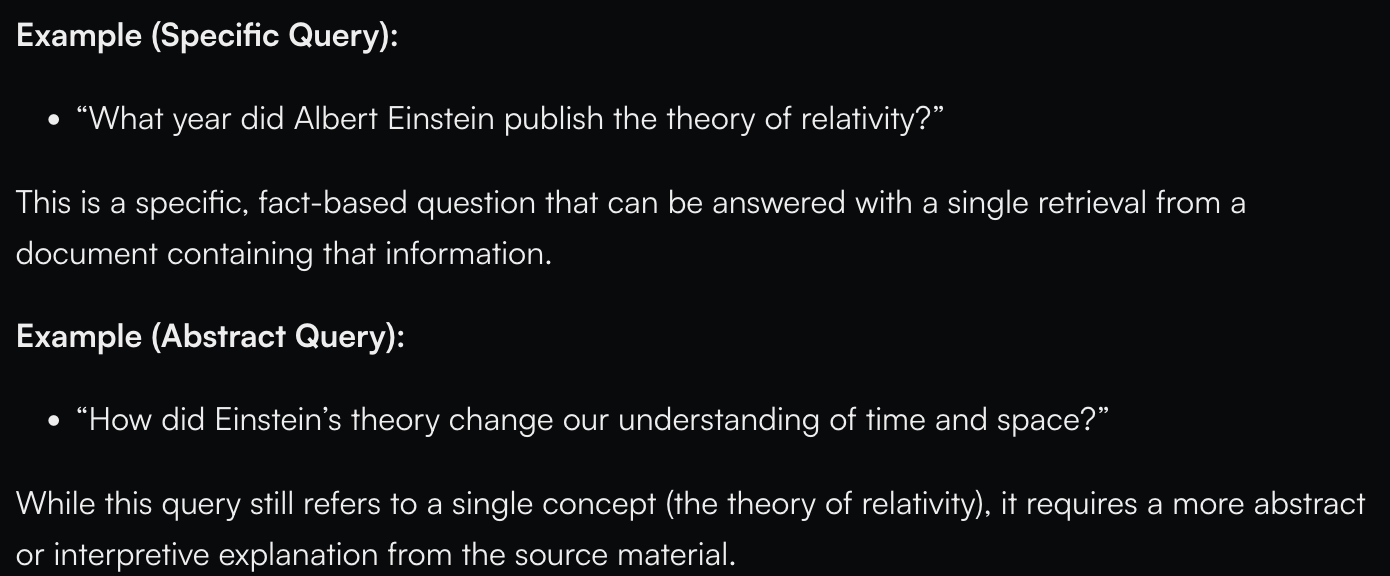 Example (Specific Query):
• “What year did Albert Einstein publish the theory of relativity?”
This is a specific, fact-based question that can be answered with a single retrieval from a
document containing that information.
Example (Abstract Query):
• “How did Einstein’s theory change our understanding of time and space?”
While this query still refers to a single concept (the theory of relativity), it requires a more abstract
or interpretive explanation from the source material.